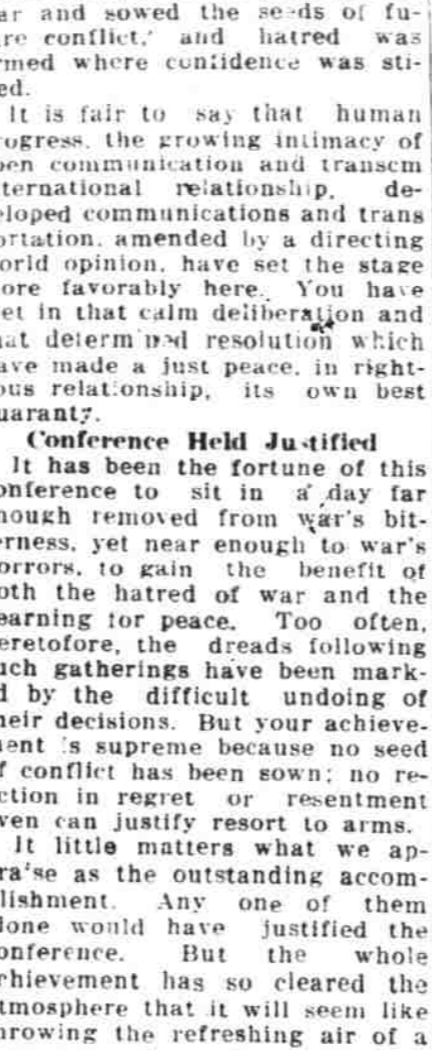 ar and sowed the seeds of fu-
re conflict,' and hatred was
rmed where confidence was sti-
ed.
It is fair to say that human
rogress, the growing intimacy of
pen communication and transcm
nternational relationship, de-
eloped communications and trans
ortation, amended by a directing
orld opinion, have set the stage
ore favorably here. You have
et in that calm deliberation and
hat determ'ned resolution which
ave made a just peace, in right-
ous relationship, its own best
uaranty.
Conference Held Justified
It has been the fortune of this
onference to sit in a day far
nough removed from war's bit-
erness, yet near enough to war's
orrors, to gain the benefit of
oth the hatred of war and the
earning for peace. Too often,
eretofore, the dreads following
uch gatherings have been mark-
d by the difficult undoing of
heir decisions. But your achieve-
ment 's supreme because no seed
f conflict has been sown; no re-
ction in regret or resentment
ven can justify resort to arms.
It little matters what we ap-
ra'se as the outstanding accom-
lishment. Any one of them
lone would have justified the
onference. But the whole
chievement has so cleared the
tmosphere that it will seem like
hrowing the refreshing air of a